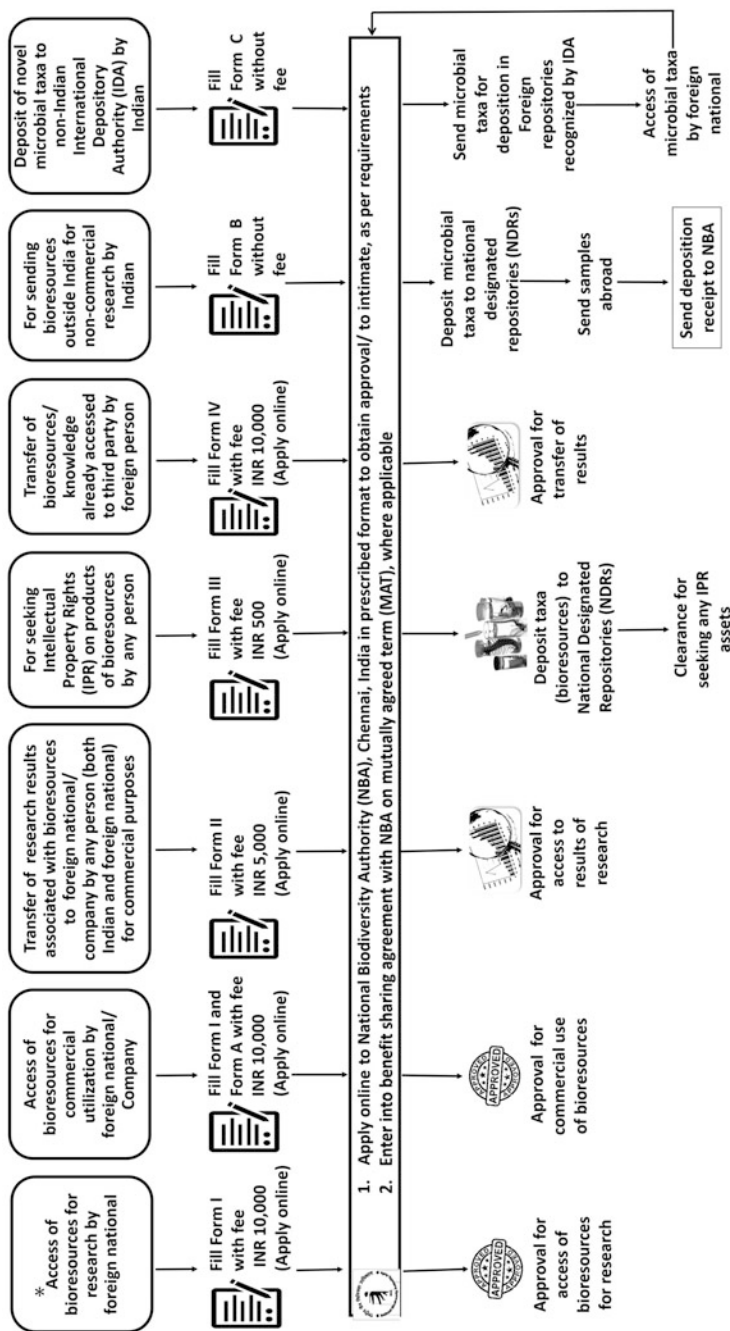 *Access of
bioresources for
research by
foreign national
Access of
bioresources for
commercial
utilization by
foreign national/
Company
Transfer of research results
associated with bioresources
to foreign national/
company by any person (both
Indian and foreign national)
for commercial purposes
For seeking
Intellectual
Property Rights
(IPR) on products
of bioresources
by any person
Transfer of
bioresources/
knowledge
already accessed
to third party by
foreign person
For sending
bioresources
outside India for
non-commercial
research by
Indian
Deposit of novel
microbial taxa to
non-Indian
International
Depository
Authority (IDA) by
Indian
Fill Form I
with fee
INR 10,000
(Apply online)
Fill Form I and
Form A with fee
INR 10,000
(Apply online)
Fill Form II
with fee
INR 5,000
(Apply online)
Fill Form III
with fee
INR 500
(Apply online)
Fill Form IV
with fee
INR 10,000
(Apply online)
Fill
Form B
without
fee
Fill
Form C
without
fee
1. Apply online to National Biodiversity Authority (NBA), Chennai, India in prescribed format to obtain approval/ to intimate, as per requirements
2. Enter into benefit sharing agreement with NBA on mutually agreed term (MAT), where applicable
APPROVED
Approval for
access of
bioresources
for research
APPROVED
Approval for
commercial use
of bioresources
Approval for
access to
results of
research
Deposit taxa
(bioresources) to
National Designated
Repositories (NDRs)
Clearance for
seeking any IPR
assets
Approval for
transfer of
results
Deposit microbial
taxa to national
designated
repositories (NDRs)
Send samples
abroad
Send deposition
receipt to NBA
Send microbial
taxa for
deposition in
Foreign
repositories
recognized by IDA
Access of
microbial taxa
by foreign
national